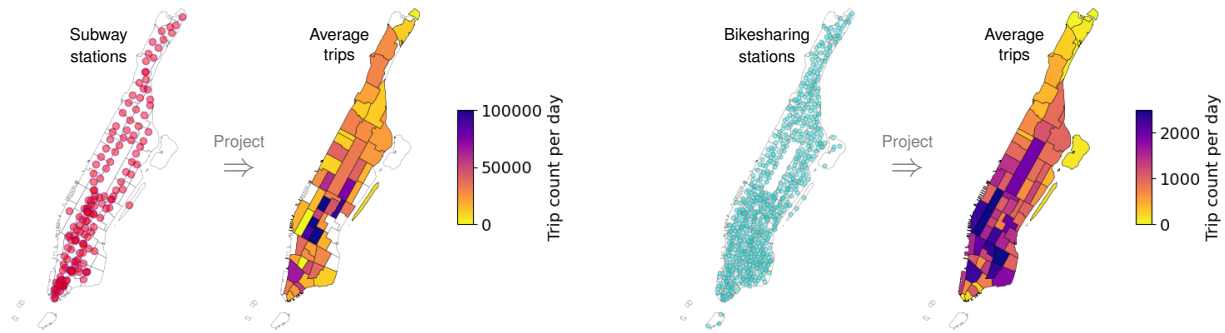 Subway
stations
Project
⇒
Average
trips
100000
50000
0
Trip count per day
Bikesharing
stations
Project
⇒
Average
trips
2000
1000
0
Trip count per day